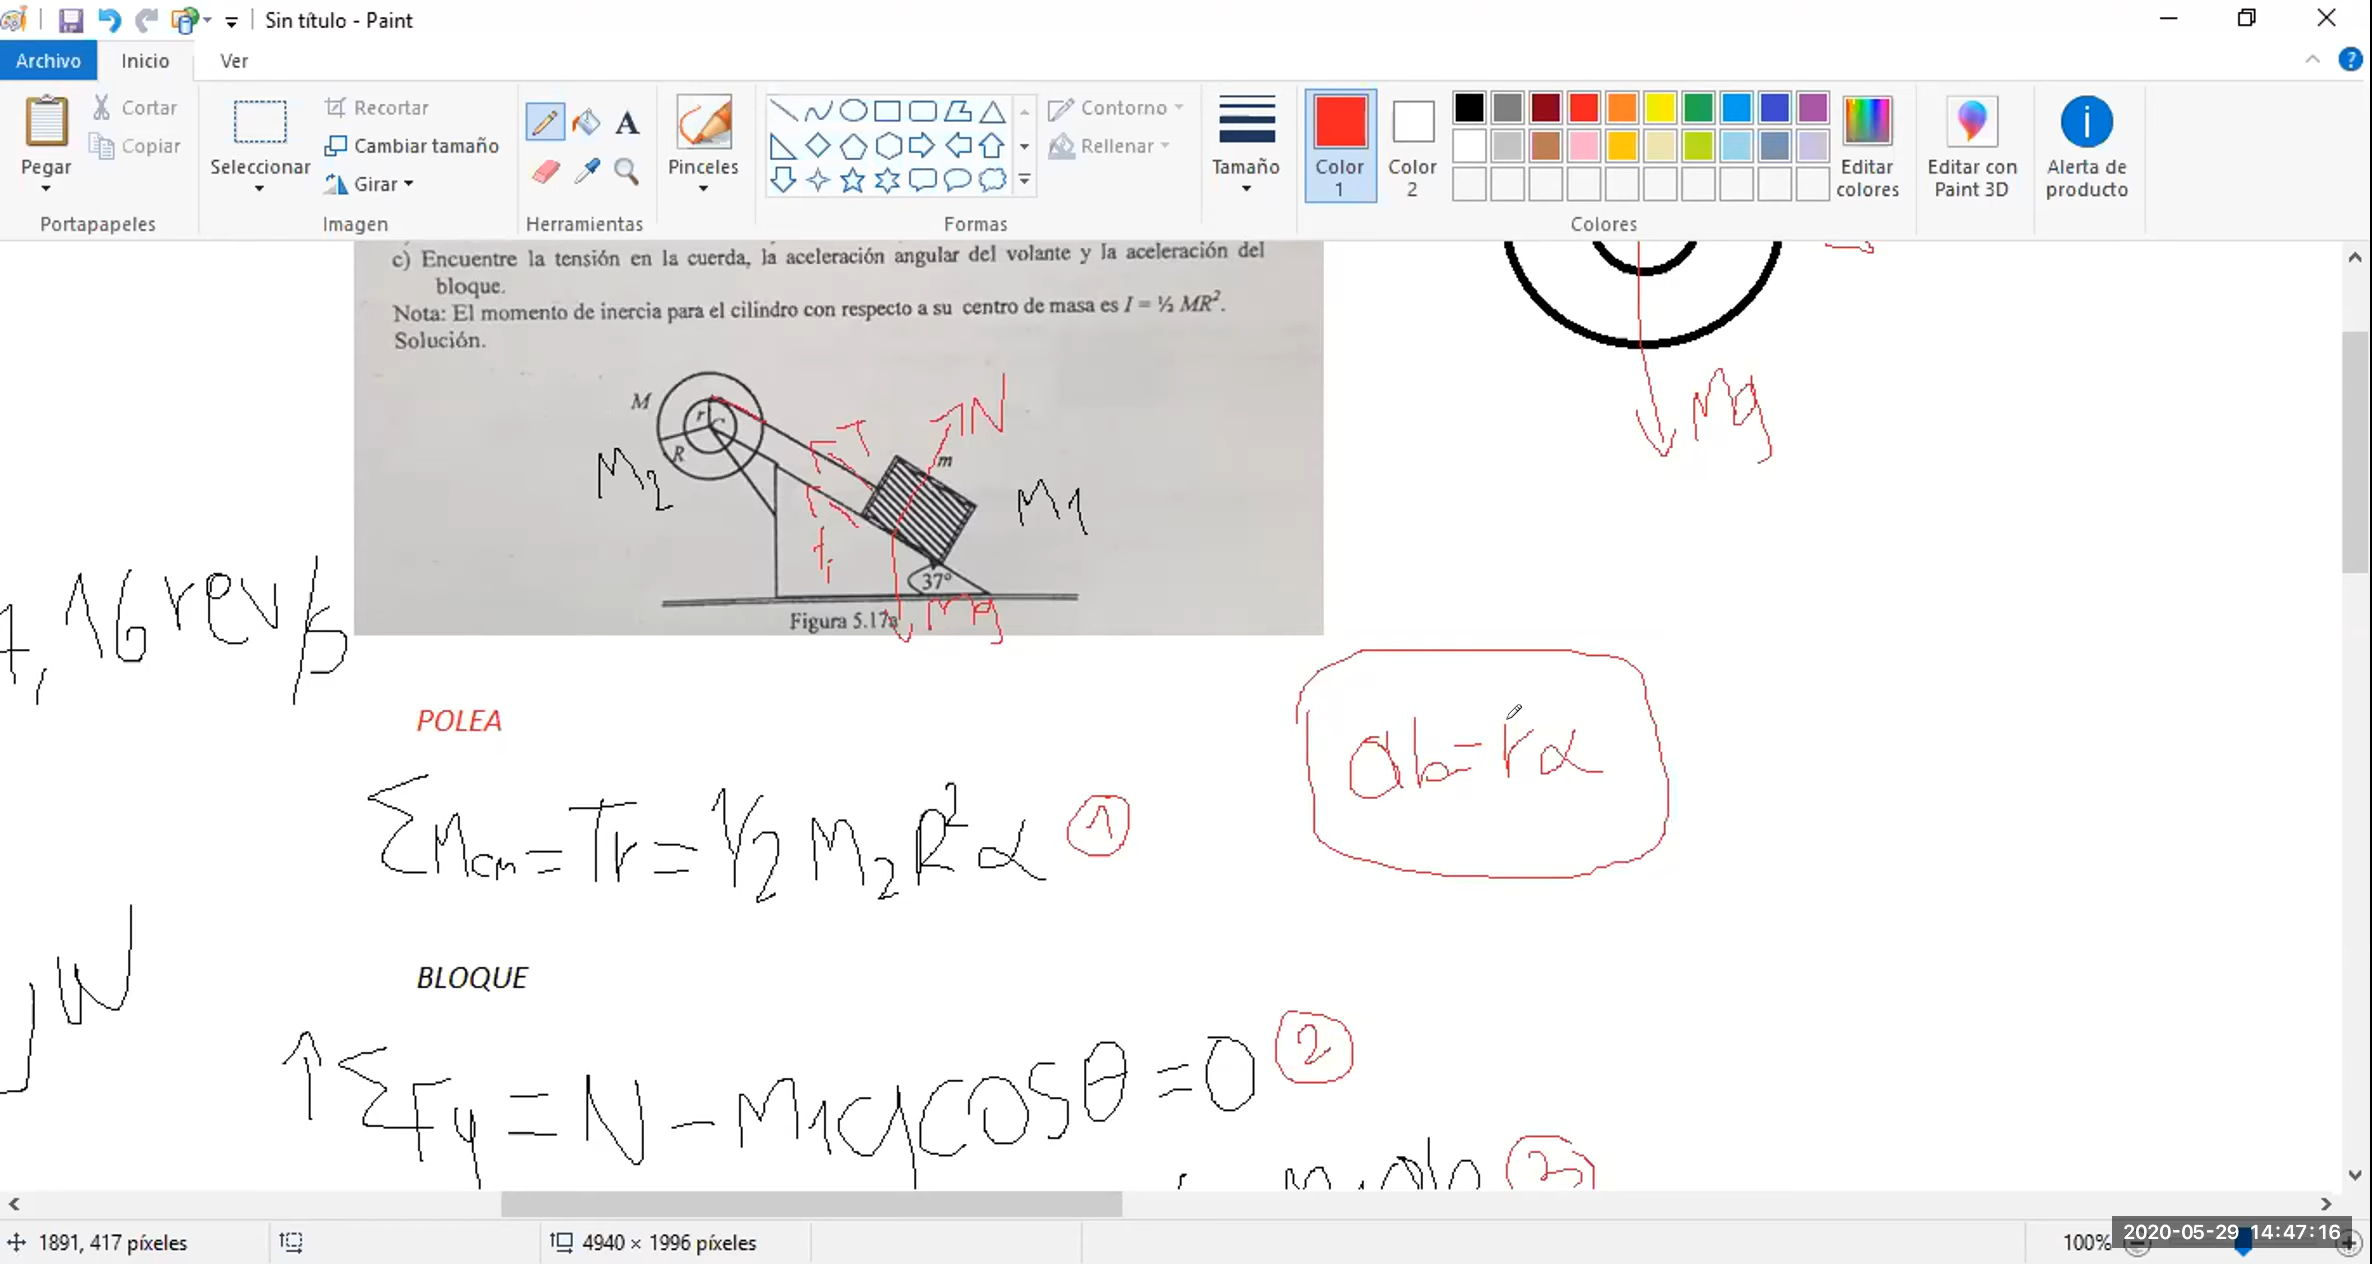 Sin título - Paint
Archivo Inicio Ver
Pegar
Cortar
Copiar
Portapapeles
Seleccionar
Recortar
Cambiar tamaño
Girar
Imagen
A
Herramientas
Pinceles
Formas
Contorno
Rellenar
Tamaño
Color 1
Color 2
Editar colores
Colores
Editar con Paint 3D
Alerta de producto
c) Encuentre la tensión en la cuerda, la aceleración angular del volante y la aceleración del
bloque.
Nota: El momento de inercia para el cilindro con respecto a su centro de masa es I = ½ MR².
Solución.
M
r
C
R
M2
T
N
m
M1
f1
37°
Mg
Figura 5.17a
Mg
,16 rev/s
POLEA
ab=rα
ΣMcm = Tr = 1/2 M2R²α 1
BLOQUE
N
↑ΣFy = N - M1gcosθ = 0 2
3
1891, 417 píxeles
4940 × 1996 píxeles
100%
2020-05-29 14:47:16